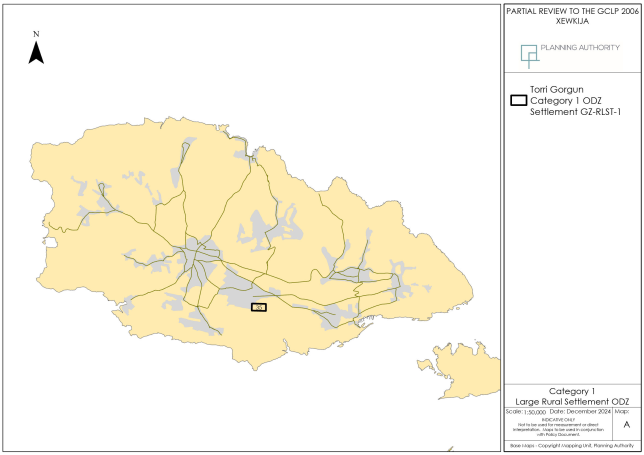 N
PARTIAL REVIEW TO THE GCLP 2006
XEWKIJA
PLANNING AUTHORITY
Torri Gorgun
Category 1 ODZ
Settlement GZ-RLST-1
Category 1
Large Rural Settlement ODZ
Scale: 1:50,000 Date: December 2024 Map:
A
INDICATIVE ONLY
Not to be used for measurement or direct
interpretation. Maps to be used in conjunction
with Policy Document.
Base Maps - Copyright Mapping Unit, Planning Authority